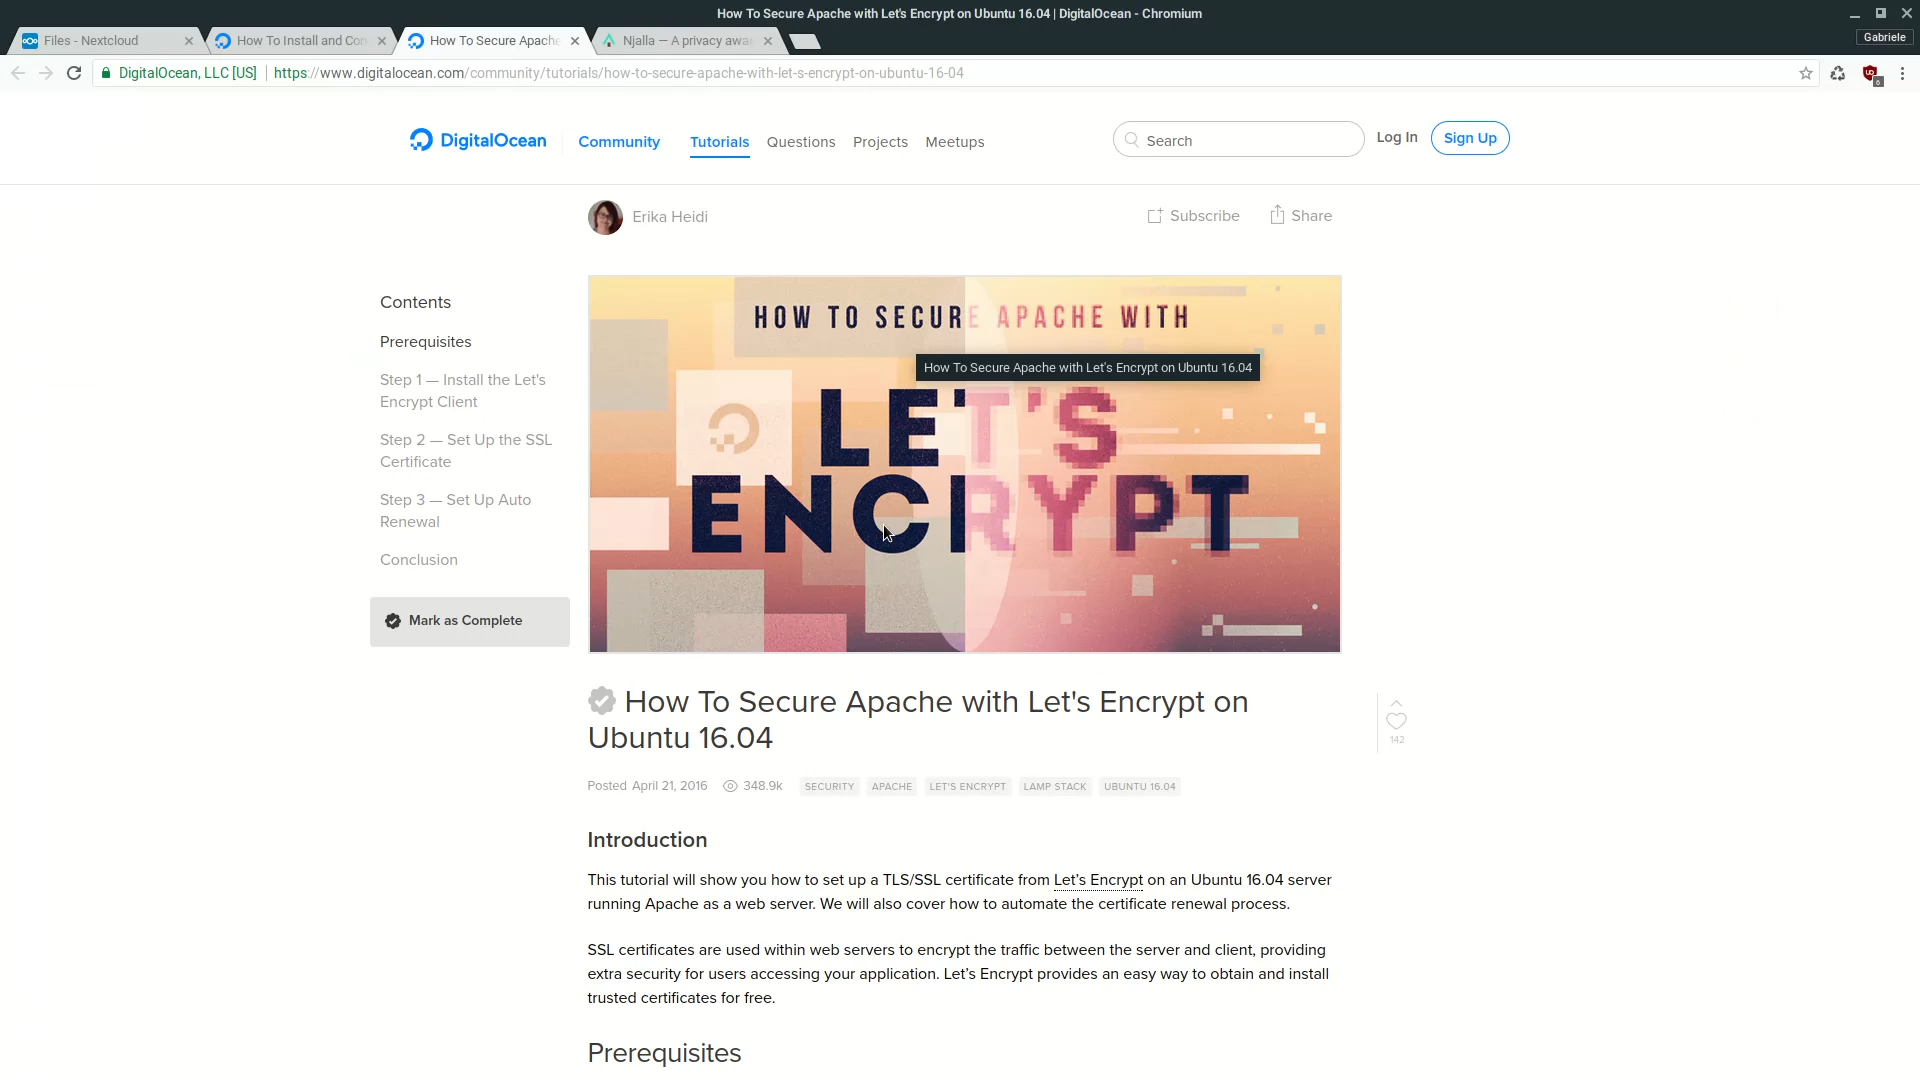 How To Secure Apache with Let's Encrypt on Ubuntu 16.04 | DigitalOcean - Chromium
Files - Nextcloud
How To Install and Con
How To Secure Apache
Njalla — A privacy awar
Gabriele
DigitalOcean, LLC [US]
https://www.digitalocean.com/community/tutorials/how-to-secure-apache-with-let-s-encrypt-on-ubuntu-16-04
DigitalOcean
Community
Tutorials
Questions
Projects
Meetups
Search
Log In
Sign Up
Erika Heidi
Subscribe
Share
Contents
Prerequisites
Step 1 — Install the Let's
Encrypt Client
Step 2 — Set Up the SSL
Certificate
Step 3 — Set Up Auto
Renewal
Conclusion
Mark as Complete
HOW TO SECURE APACHE WITH
How To Secure Apache with Let's Encrypt on Ubuntu 16.04
LET'S
ENCRYPT
How To Secure Apache with Let's Encrypt on
Ubuntu 16.04
142
Posted April 21, 2016
348.9k
SECURITY
APACHE
LET'S ENCRYPT
LAMP STACK
UBUNTU 16.04
Introduction
This tutorial will show you how to set up a TLS/SSL certificate from Let's Encrypt on an Ubuntu 16.04 server
running Apache as a web server. We will also cover how to automate the certificate renewal process.
SSL certificates are used within web servers to encrypt the traffic between the server and client, providing
extra security for users accessing your application. Let's Encrypt provides an easy way to obtain and install
trusted certificates for free.
Prerequisites